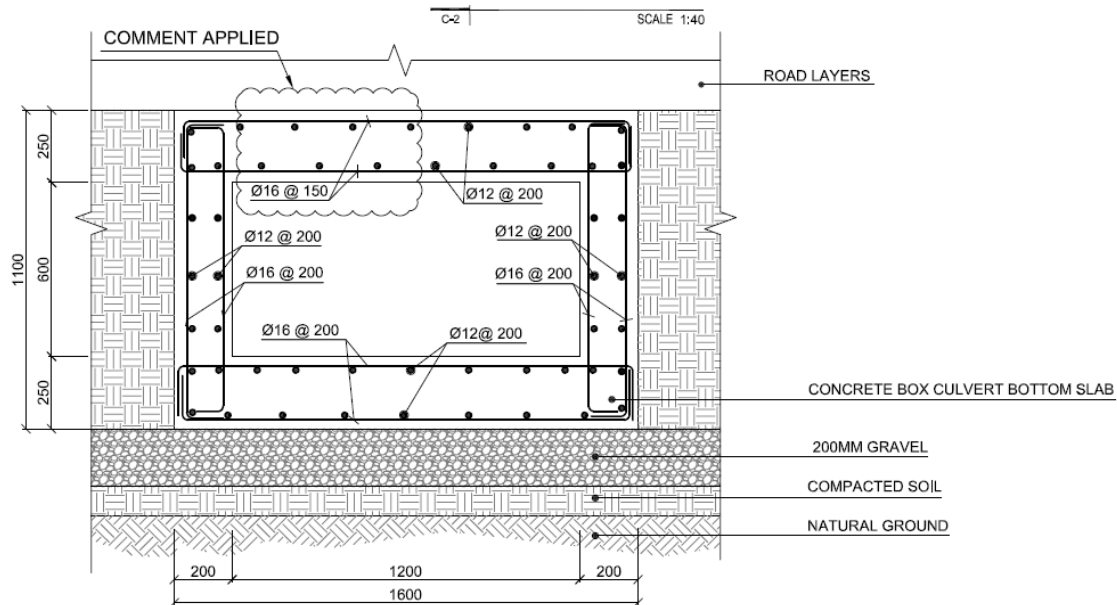 C-2
SCALE 1:40
COMMENT APPLIED
ROAD LAYERS
250
Ø16 @ 150
Ø12 @ 200
1100
600
Ø12 @ 200
Ø12 @ 200
Ø16 @ 200
Ø16 @ 200
Ø16 @ 200
Ø12@ 200
250
CONCRETE BOX CULVERT BOTTOM SLAB
200MM GRAVEL
COMPACTED SOIL
NATURAL GROUND
200
1200
200
1600